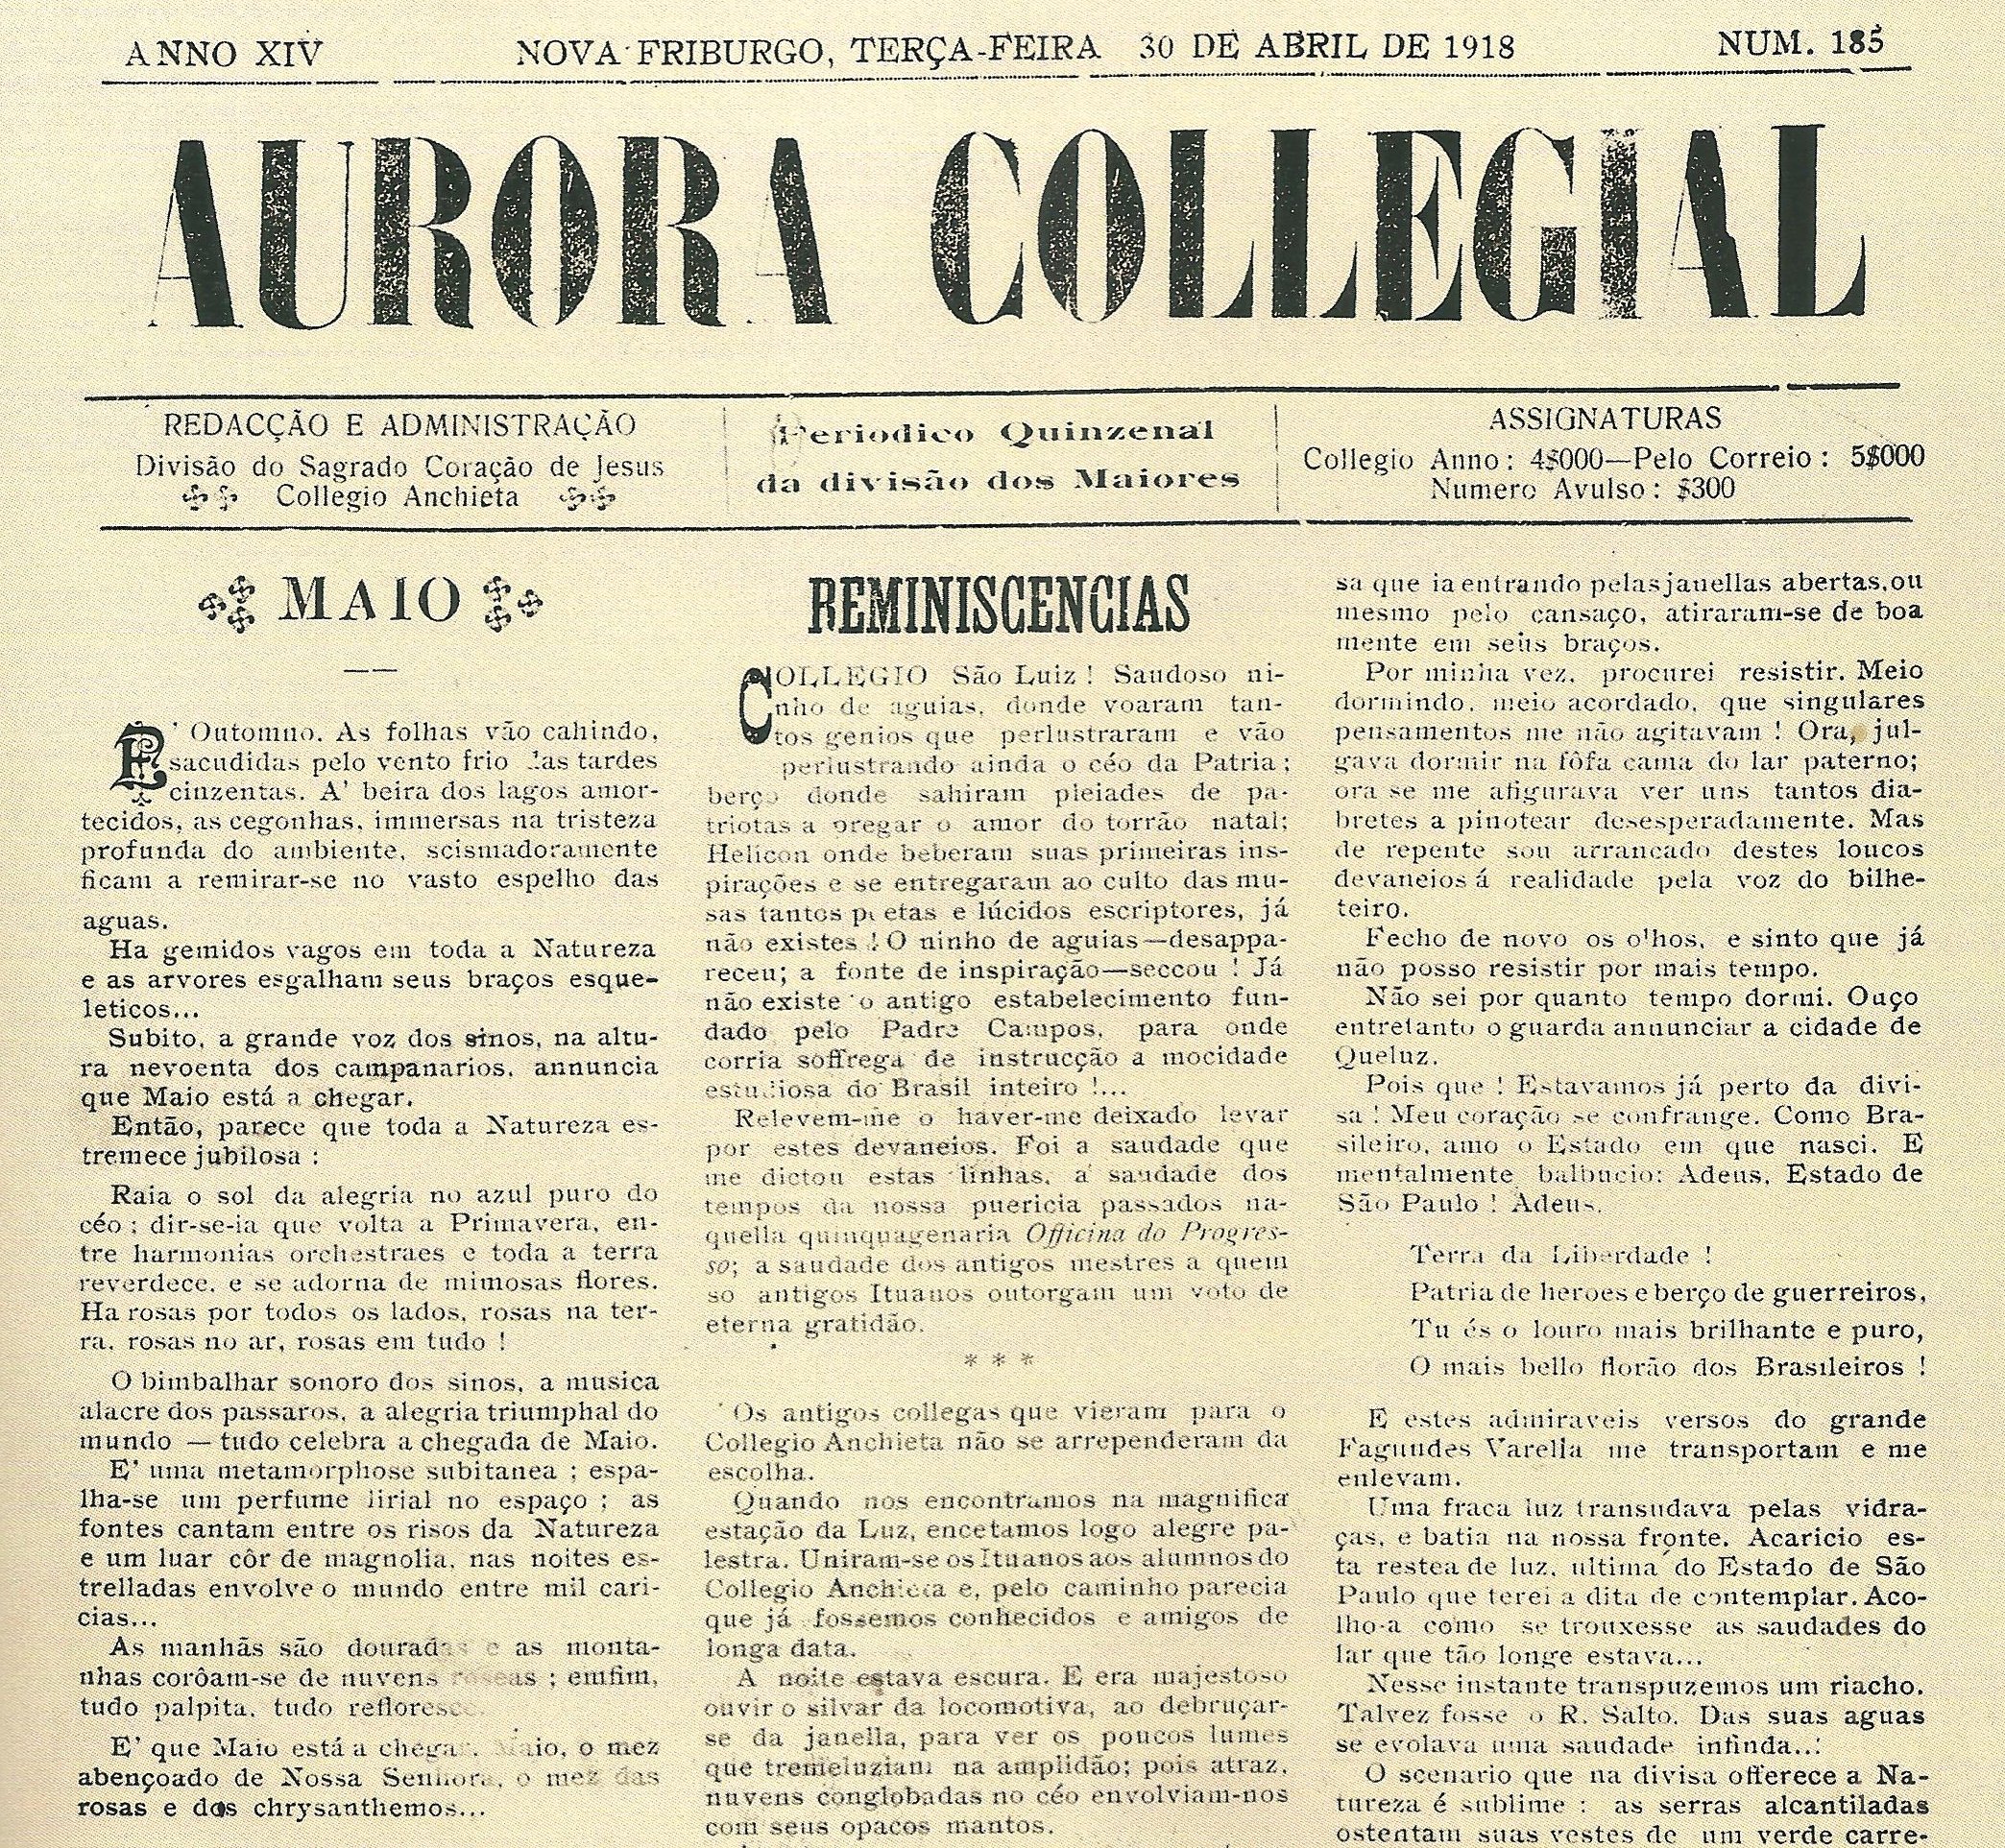 ANNO XIV NOVA FRIBURGO, TERÇA-FEIRA 30 DE ABRIL DE 1918 NUM. 185
AURORA COLLEGIAL
REDACÇÃO E ADMINISTRAÇÃO
Divisão do Sagrado Coração de Jesus
Collegio Anchieta
Periodico Quinzenal
da divisão dos Maiores
ASSIGNATURAS
Collegio Anno: 4$000—Pelo Correio: 5$000
Numero Avulso: $300
MAIO
E' Outomno. As folhas vão cahindo,
sacudidas pelo vento frio das tardes
cinzentas. A' beira dos lagos amor-
tecidos, as cegonhas, immersas na tristeza
profunda do ambiente, scismadoramente
ficam a remirar-se no vasto espelho das
aguas.
Ha gemidos vagos em toda a Natureza
e as arvores esgalham seus braços esque-
leticos...
Subito, a grande voz dos sinos, na altu-
ra nevoenta dos campanarios, annuncia
que Maio está a chegar.
Então, parece que toda a Natureza es-
tremece jubilosa :
Raia o sol da alegria no azul puro do
céo ; dir-se-ia que volta a Primavera, en-
tre harmonias orchestraes e toda a terra
reverdece, e se adorna de mimosas flores.
Ha rosas por todos os lados, rosas na ter-
ra, rosas no ar, rosas em tudo !
O bimbalhar sonoro dos sinos, a musica
alacre dos passaros, a alegria triumphal do
mundo — tudo celebra a chegada de Maio.
E' uma metamorphose subitanea ; espa-
lha-se um perfume lirial no espaço ; as
fontes cantam entre os risos da Natureza
e um luar côr de magnolia, nas noites es-
trelladas envolve o mundo entre mil cari-
cias...
As manhãs são douradas e as monta-
nhas corôam-se de nuvens roseas ; emfim,
tudo palpita, tudo refloresce.
E' que Maio está a chegar. Maio, o mez
abençoado de Nossa Senhora, o mez das
rosas e dos chrysanthemos...
REMINISCENCIAS
COLLEGIO São Luiz ! Saudoso ni-
nho de aguias, donde voaram tan-
tos genios que perlustraram e vão
perlustrando ainda o céo da Patria ;
berço donde sahiram pleiades de pa-
triotas a pregar o amor do torrão natal;
Helicon onde beberam suas primeiras ins-
pirações e se entregaram ao culto das mu-
sas tantos poetas e lúcidos escriptores, já
não existes ! O ninho de aguias—desappa-
receu; a fonte de inspiração—seccou ! Já
não existe o antigo estabelecimento fun-
dado pelo Padre Campos, para onde
corria soffrega de instrucção a mocidade
estudiosa do Brasil inteiro !...
Relevem-me o haver-me deixado levar
por estes devaneios. Foi a saudade que
me dictou estas linhas, a saudade dos
tempos da nossa puericia passados na-
quella quinquagenaria Officina do Progres-
so; a saudade dos antigos mestres a quem
so antigos Ituanos outorgam um voto de
eterna gratidão.
* * *
Os antigos collegas que vieram para o
Collegio Anchieta não se arrependeram da
escolha.
Quando nos encontramos na magnifica
estação da Luz, encetamos logo alegre pa-
lestra. Uniram-se os Ituanos aos alumnos do
Collegio Anchieta e, pelo caminho parecia
que já fossemos conhecidos e amigos de
longa data.
A noite estava escura. E era majestoso
ouvir o silvar da locomotiva, ao debruçar-
se da janella, para ver os poucos lumes
que tremeluziam na amplidão; pois atraz,
nuvens conglobadas no céo envolviam-nos
com seus opacos mantos.
sa que ia entrando pelas janellas abertas, ou
mesmo pelo cansaço, atiraram-se de boa
mente em seus braços.
Por minha vez, procurei resistir. Meio
dormindo, meio acordado, que singulares
pensamentos me não agitavam ! Ora, jul-
gava dormir na fôfa cama do lar paterno;
ora se me afigurava ver uns tantos dia-
bretes a pinotear desesperadamente. Mas
de repente sou arrancado destes loucos
devaneios á realidade pela voz do bilhe-
teiro.
Fecho de novo os olhos, e sinto que já
não posso resistir por mais tempo.
Não sei por quanto tempo dormi. Ouço
entretanto o guarda annunciar a cidade de
Queluz.
Pois que ! Estavamos já perto da divi-
sa ! Meu coração se confrange. Como Bra-
sileiro, amo o Estado em que nasci. E
mentalmente balbucio: Adeus, Estado de
São Paulo ! Adeus.
Terra da Liberdade !
Patria de heroes e berço de guerreiros,
Tu és o louro mais brilhante e puro,
O mais bello florão dos Brasileiros !
E estes admiraveis versos do grande
Fagundes Varella me transportam e me
enlevam.
Uma fraca luz transudava pelas vidra-
ças, e batia na nossa fronte. Acaricio es-
ta restea de luz, ultima do Estado de São
Paulo que terei a dita de contemplar. Aco-
lho-a como se trouxesse as saudades do
lar que tão longe estava...
Nesse instante transpuzemos um riacho.
Talvez fosse o R. Salto. Das suas aguas
se evolava uma saudade infinda...
O scenario que na divisa offerece a Na-
tureza é sublime : as serras alcantiladas
ostentam suas vestes de um verde carre-